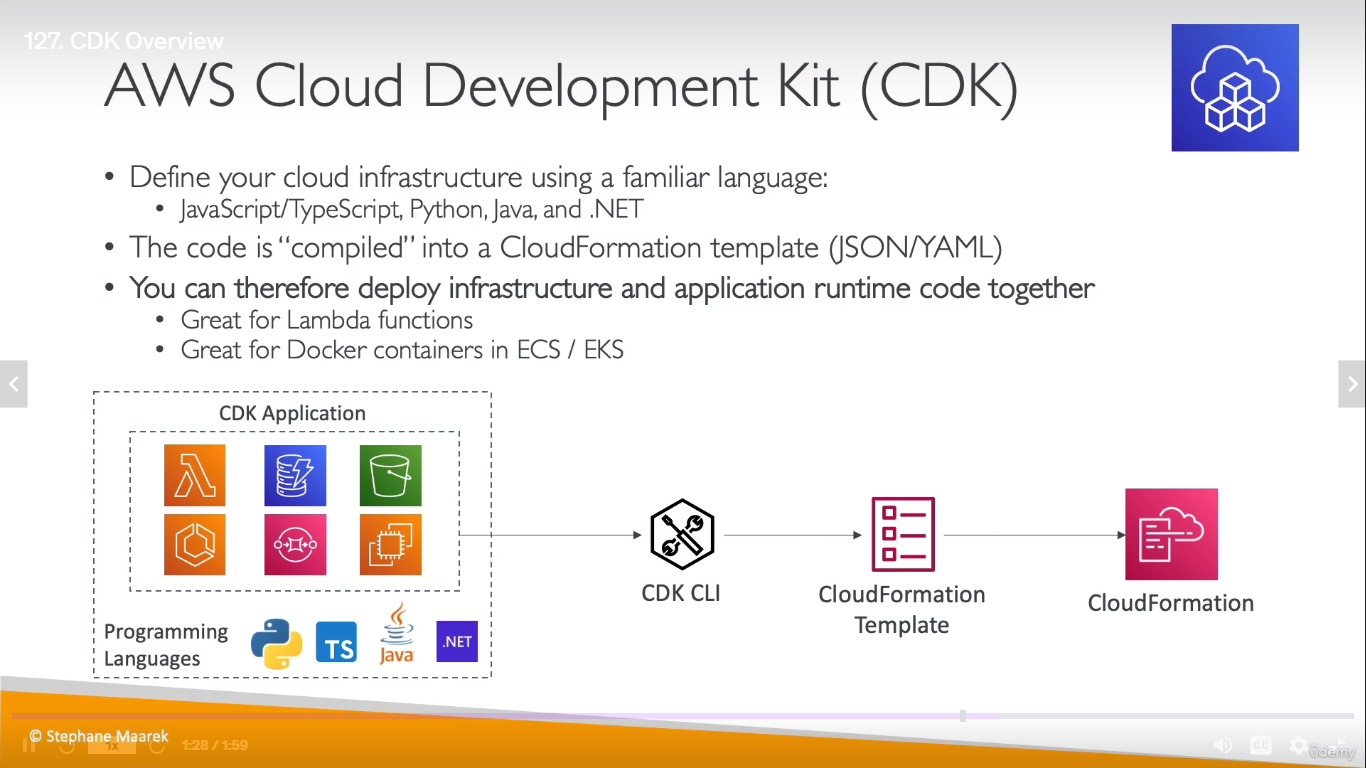 127. CDK Overview
AWS Cloud Development Kit (CDK)
• Define your cloud infrastructure using a familiar language:
• JavaScript/TypeScript, Python, Java, and .NET
• The code is “compiled” into a CloudFormation template (JSON/YAML)
• You can therefore deploy infrastructure and application runtime code together
• Great for Lambda functions
• Great for Docker containers in ECS / EKS
CDK Application
Programming
Languages
TS
Java
.NET
CDK CLI
CloudFormation
Template
CloudFormation
© Stephane Maarek
1x
1:28 / 1:59
CC
ûdemy